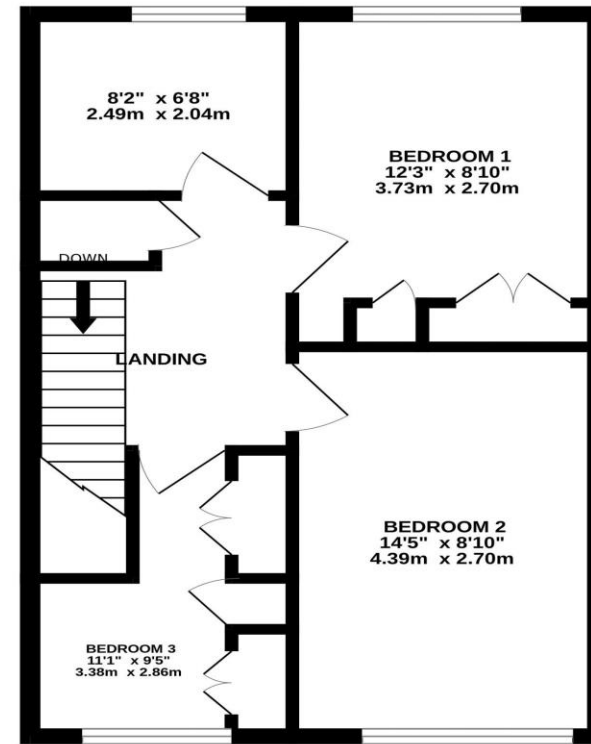 8'2" x 6'8"
2.49m x 2.04m
BEDROOM 1
12'3" x 8'10"
3.73m x 2.70m
DOWN
LANDING
BEDROOM 2
14'5" x 8'10"
4.39m x 2.70m
BEDROOM 3
11'1" x 9'5"
3.38m x 2.86m